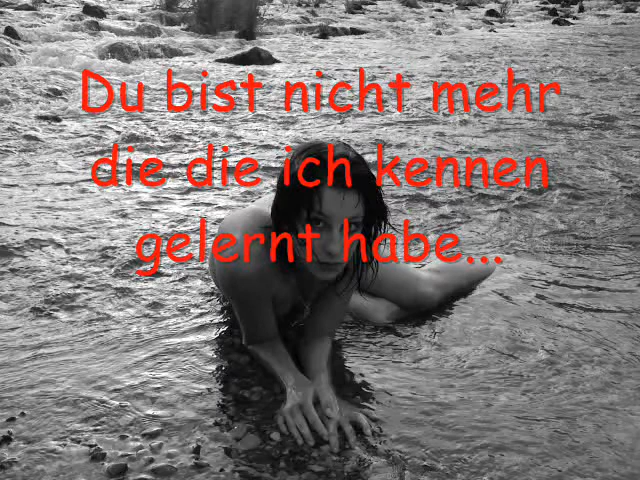 Du bist nicht mehr
die die ich kennen
gelernt habe...